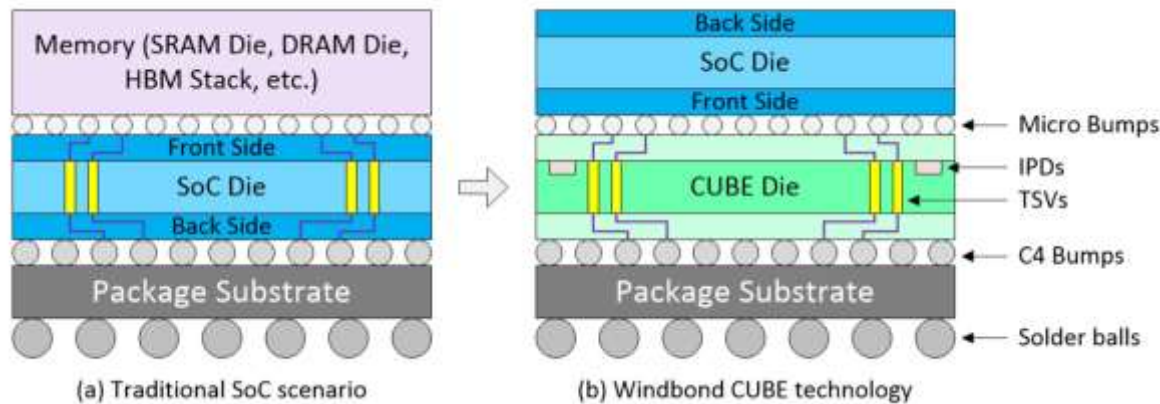 Memory (SRAM Die, DRAM Die,
HBM Stack, etc.)
Front Side
SoC Die
Back Side
Package Substrate
(a) Traditional SoC scenario
Back Side
SoC Die
Front Side
CUBE Die
Package Substrate
(b) Windbond CUBE technology
Micro Bumps
IPDs
TSVs
C4 Bumps
Solder balls